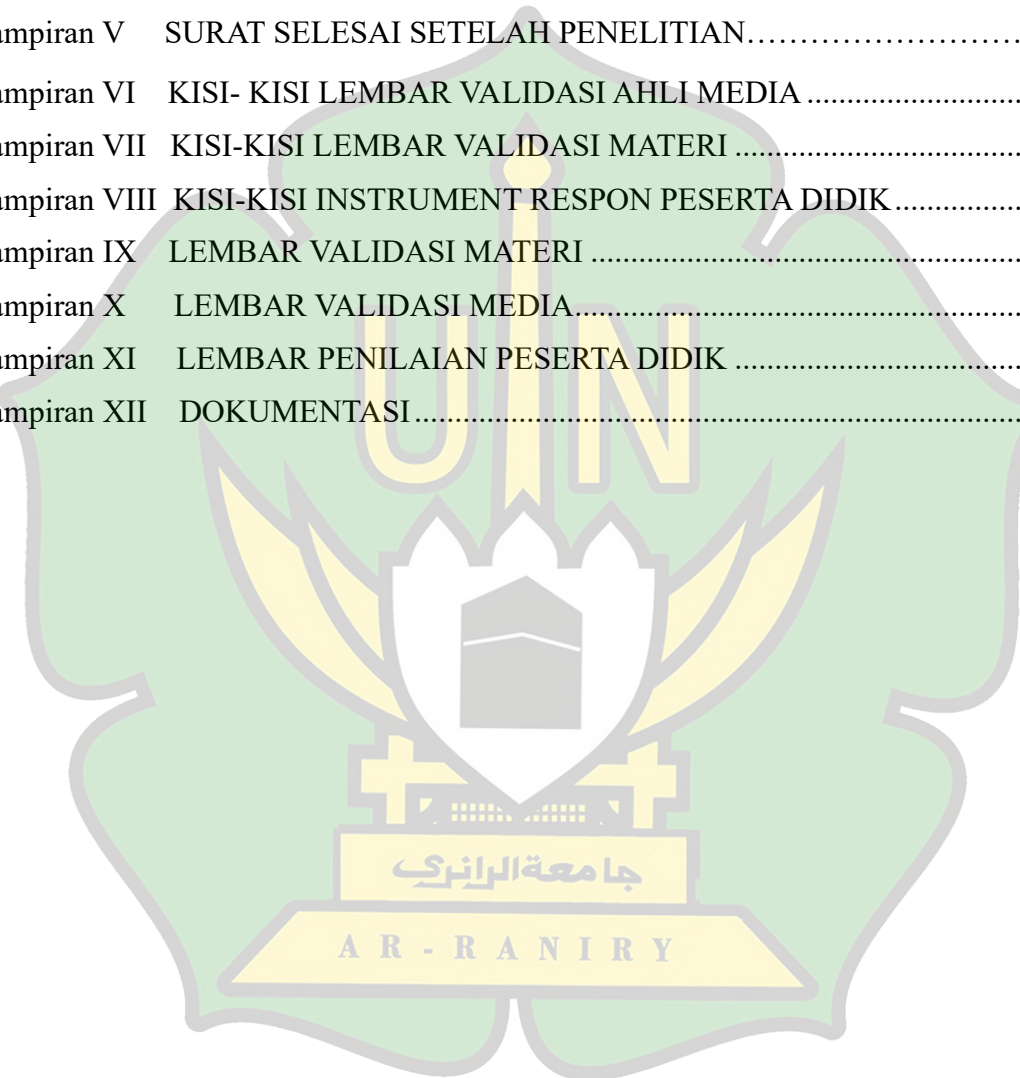 ampiran V SURAT SELESAI SETELAH PENELITIAN……………………
ampiran VI KISI- KISI LEMBAR VALIDASI AHLI MEDIA ...........................
ampiran VII KISI-KISI LEMBAR VALIDASI MATERI ....................................
ampiran VIII KISI-KISI INSTRUMENT RESPON PESERTA DIDIK................
ampiran IX LEMBAR VALIDASI MATERI ......................................................
ampiran X LEMBAR VALIDASI MEDIA........................................................
ampiran XI LEMBAR PENILAIAN PESERTA DIDIK ....................................
ampiran XII DOKUMENTASI............................................................................
UIN
جامعةالرانري
AR-RANIRY